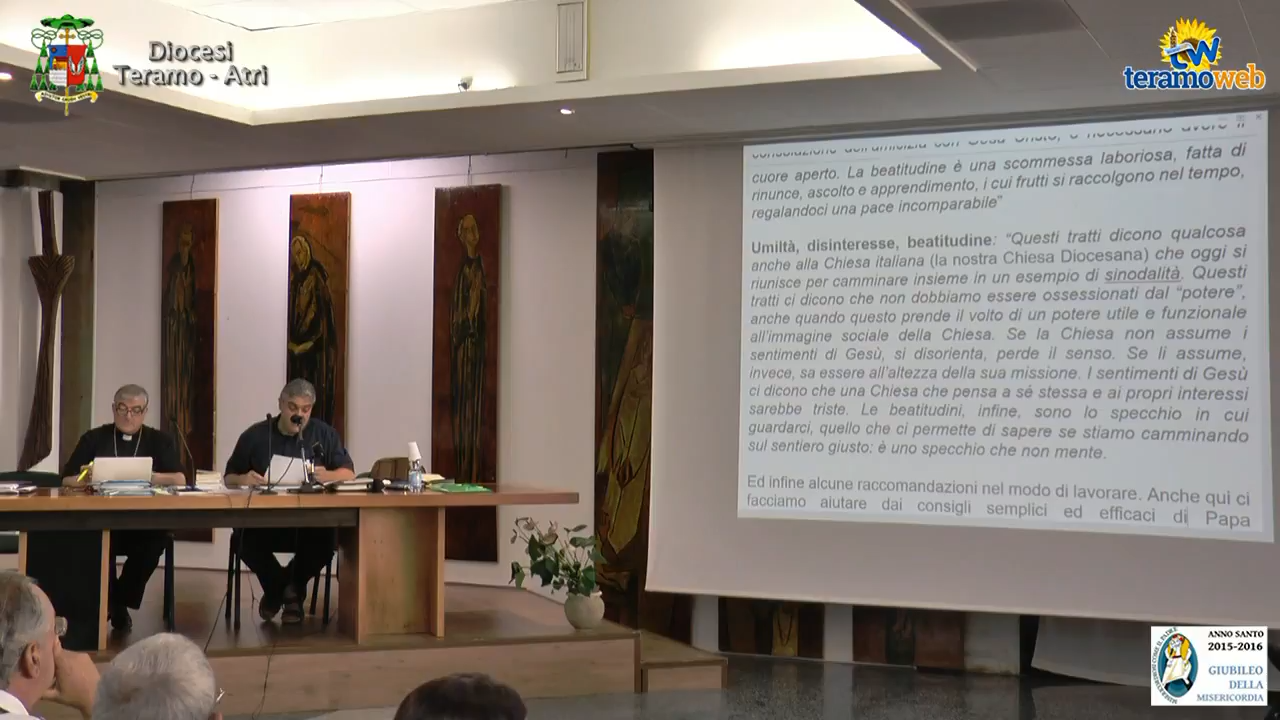 Diocesi
Teramo - Atri
teramoweb
cuore aperto. La beatitudine è una scommessa laboriosa, fatta di
rinunce, ascolto e apprendimento, i cui frutti si raccolgono nel tempo,
regalandoci una pace incomparabile”
Umiltà, disinteresse, beatitudine: “Questi tratti dicono qualcosa
anche alla Chiesa italiana (la nostra Chiesa Diocesana) che oggi si
riunisce per camminare insieme in un esempio di sinodalità. Questi
tratti ci dicono che non dobbiamo essere ossessionati dal “potere”,
anche quando questo prende il volto di un potere utile e funzionale
all’immagine sociale della Chiesa. Se la Chiesa non assume i
sentimenti di Gesù, si disorienta, perde il senso. Se li assume,
invece, sa essere all’altezza della sua missione. I sentimenti di Gesù
ci dicono che una Chiesa che pensa a sé stessa e ai propri interessi
sarebbe triste. Le beatitudini, infine, sono lo specchio in cui
guardarci, quello che ci permette di sapere se stiamo camminando
sul sentiero giusto: è uno specchio che non mente.
Ed infine alcune raccomandazioni nel modo di lavorare. Anche qui ci
facciamo aiutare dai consigli semplici ed efficaci di Papa
ANNO SANTO
2015-2016
GIUBILEO
DELLA
MISERICORDIA